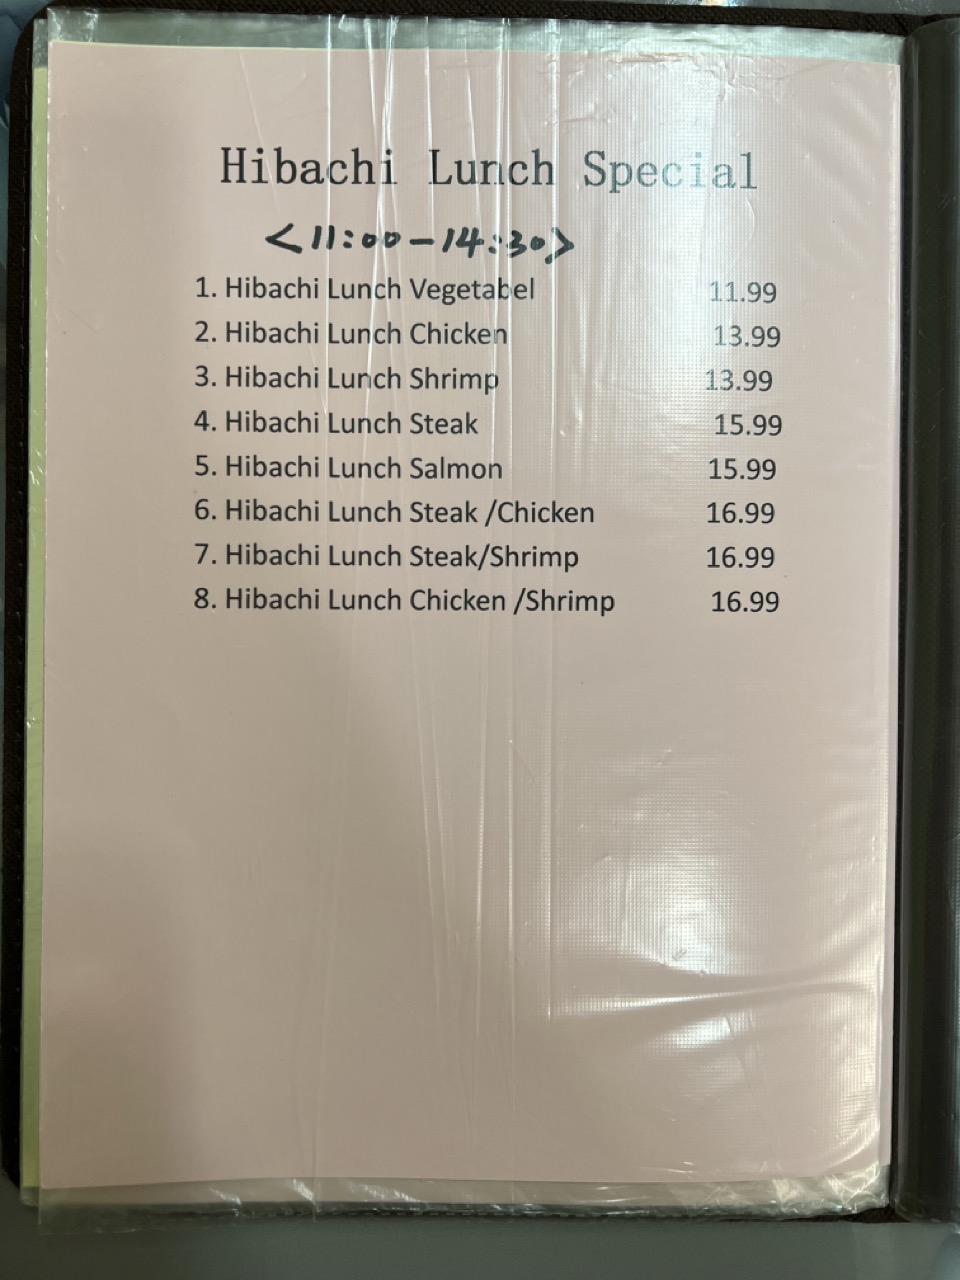 Hibachi Lunch Special
<11:00-14:30>
1. Hibachi Lunch Vegetabel 11.99
2. Hibachi Lunch Chicken 13.99
3. Hibachi Lunch Shrimp 13.99
4. Hibachi Lunch Steak 15.99
5. Hibachi Lunch Salmon 15.99
6. Hibachi Lunch Steak /Chicken 16.99
7. Hibachi Lunch Steak/Shrimp 16.99
8. Hibachi Lunch Chicken /Shrimp 16.99